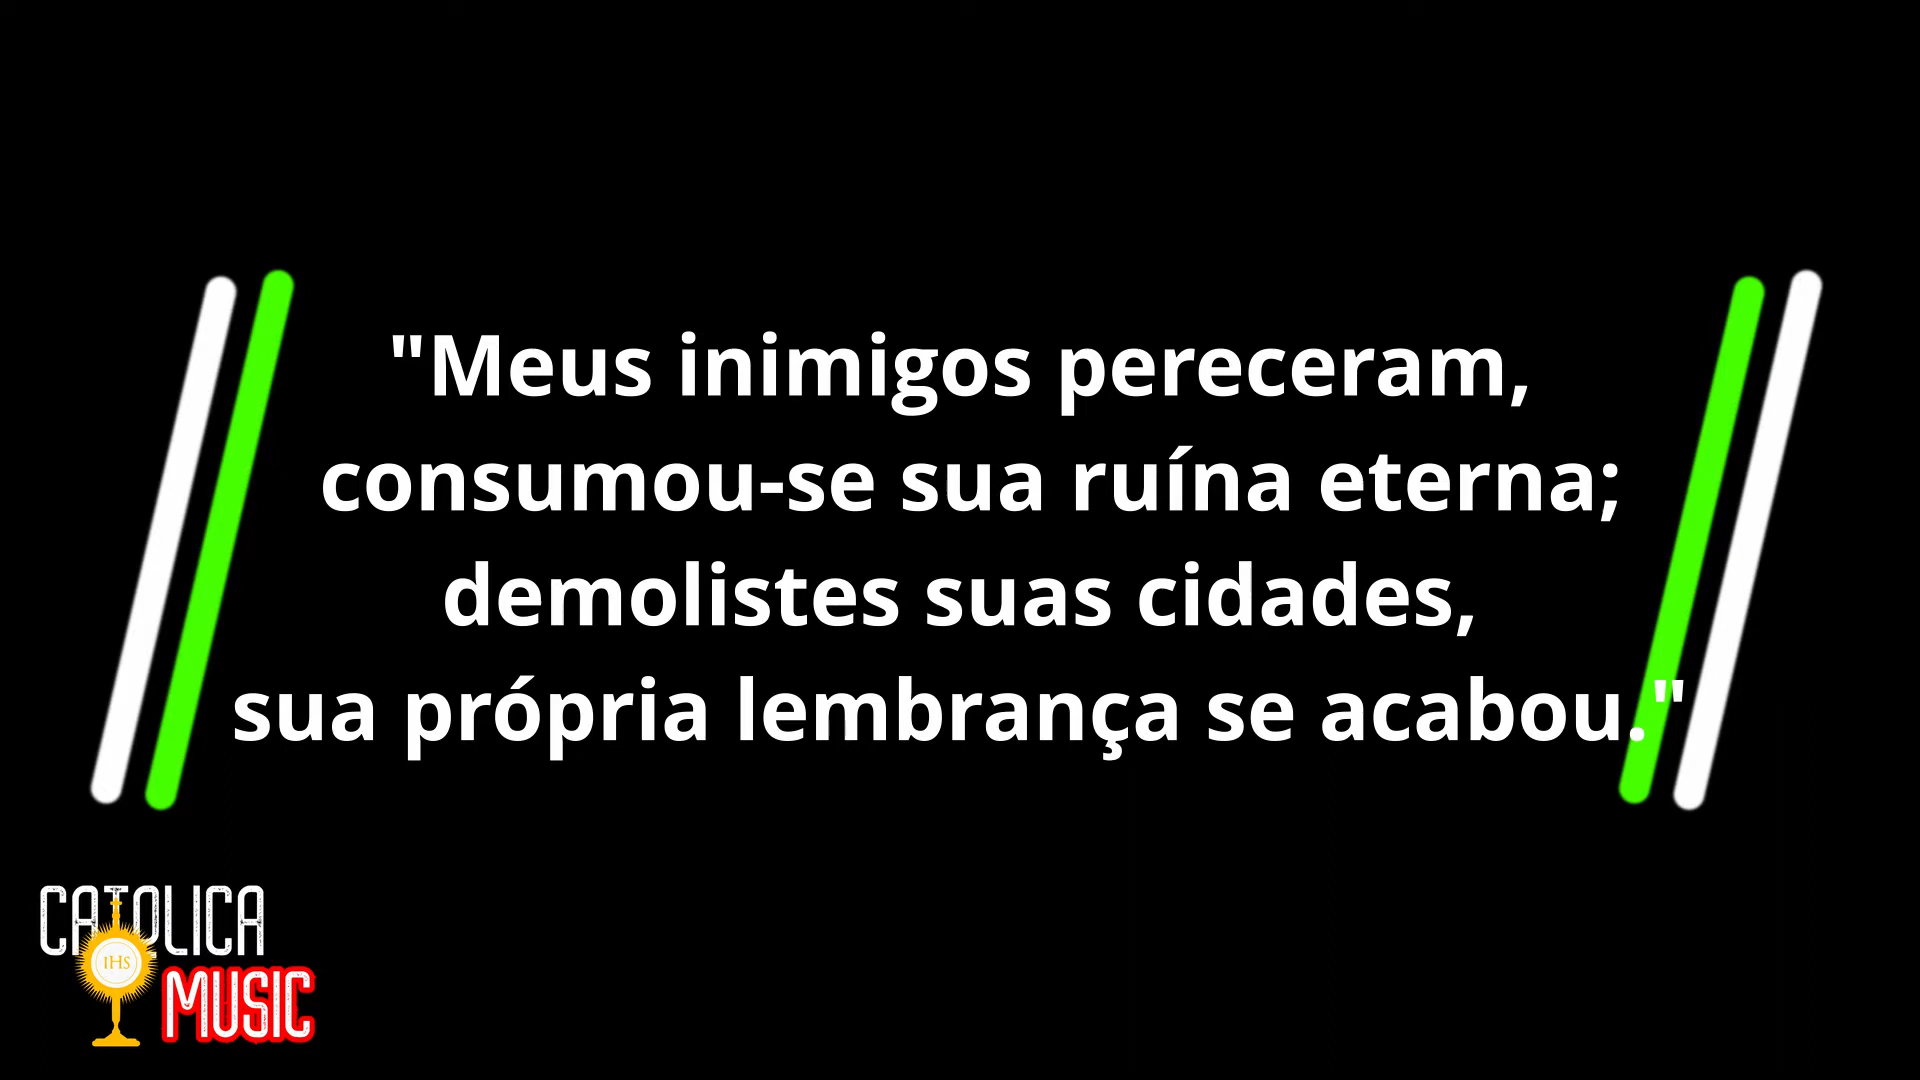 "Meus inimigos pereceram,
consumou-se sua ruína eterna;
demolistes suas cidades,
sua própria lembrança se acabou."
CATOLICA
IHS
MUSIC